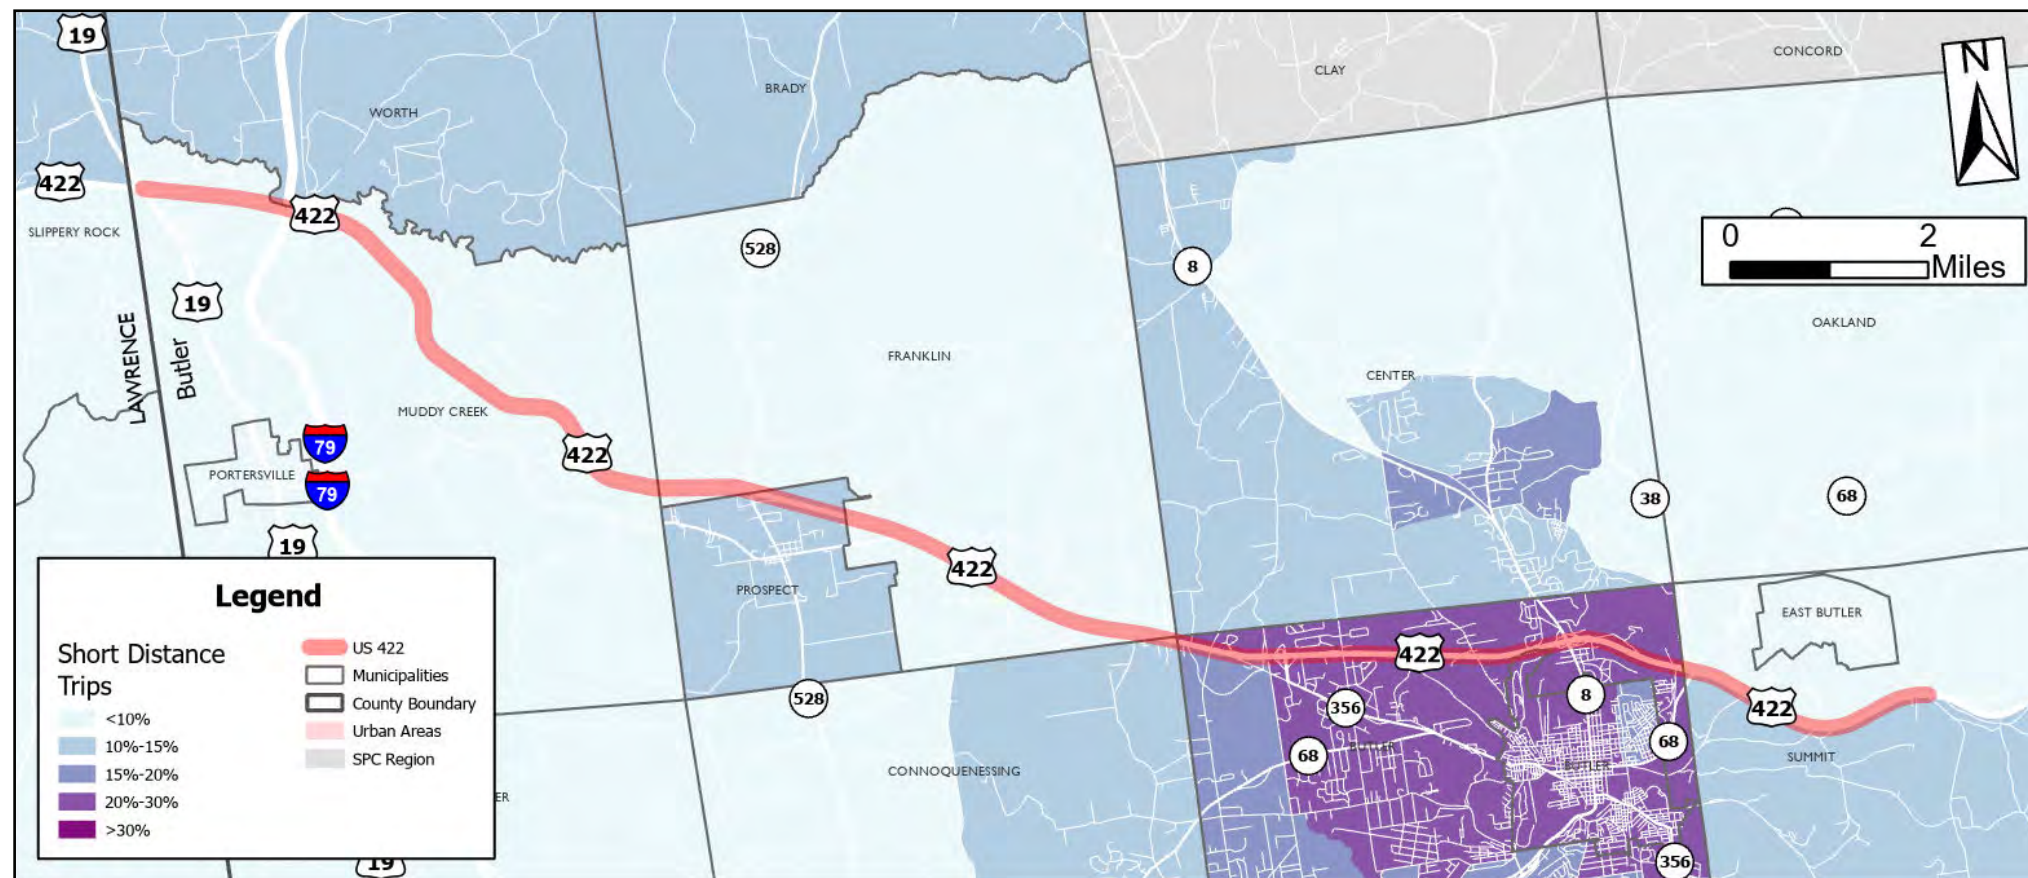 19
CONCORD
CLAY
N
BRADY
WORTH
422
422
SLIPPERY ROCK
0 2
Miles
528
8
19
OAKLAND
LAWRENCE
Butler
FRANKLIN
CENTER
MUDDY CREEK
79
422
PORTERSVILLE
79
38
68
19
422
PROSPECT
EAST BUTLER
Legend
Short Distance
Trips
<10%
10%-15%
15%-20%
20%-30%
>30%
US 422
Municipalities
County Boundary
Urban Areas
SPC Region
422
528
8
356
422
68
68
BUTLER
SUMMIT
BUTLER
CONNOQUENESSING
ER
19
356